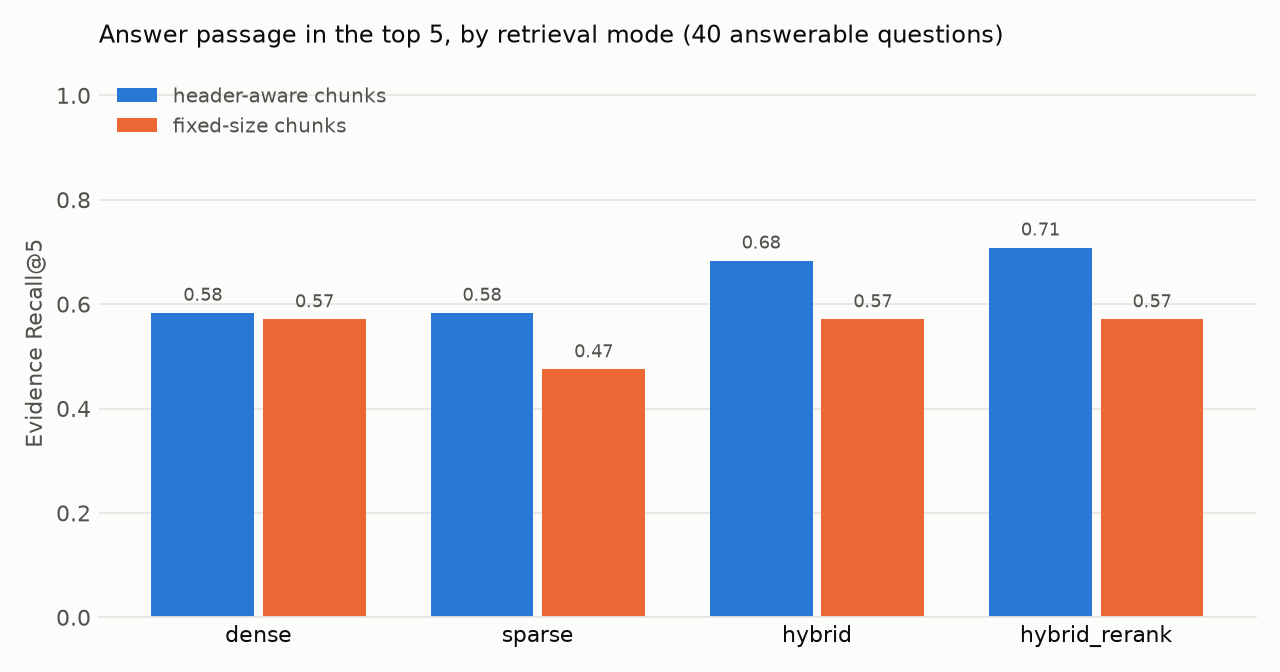 Answer passage in the top 5, by retrieval mode (40 answerable questions)
header-aware chunks
fixed-size chunks
Evidence Recall@5
1.0
0.8
0.6
0.4
0.2
0.0
0.58
0.57
0.58
0.47
0.68
0.57
0.71
0.57
dense
sparse
hybrid
hybrid_rerank